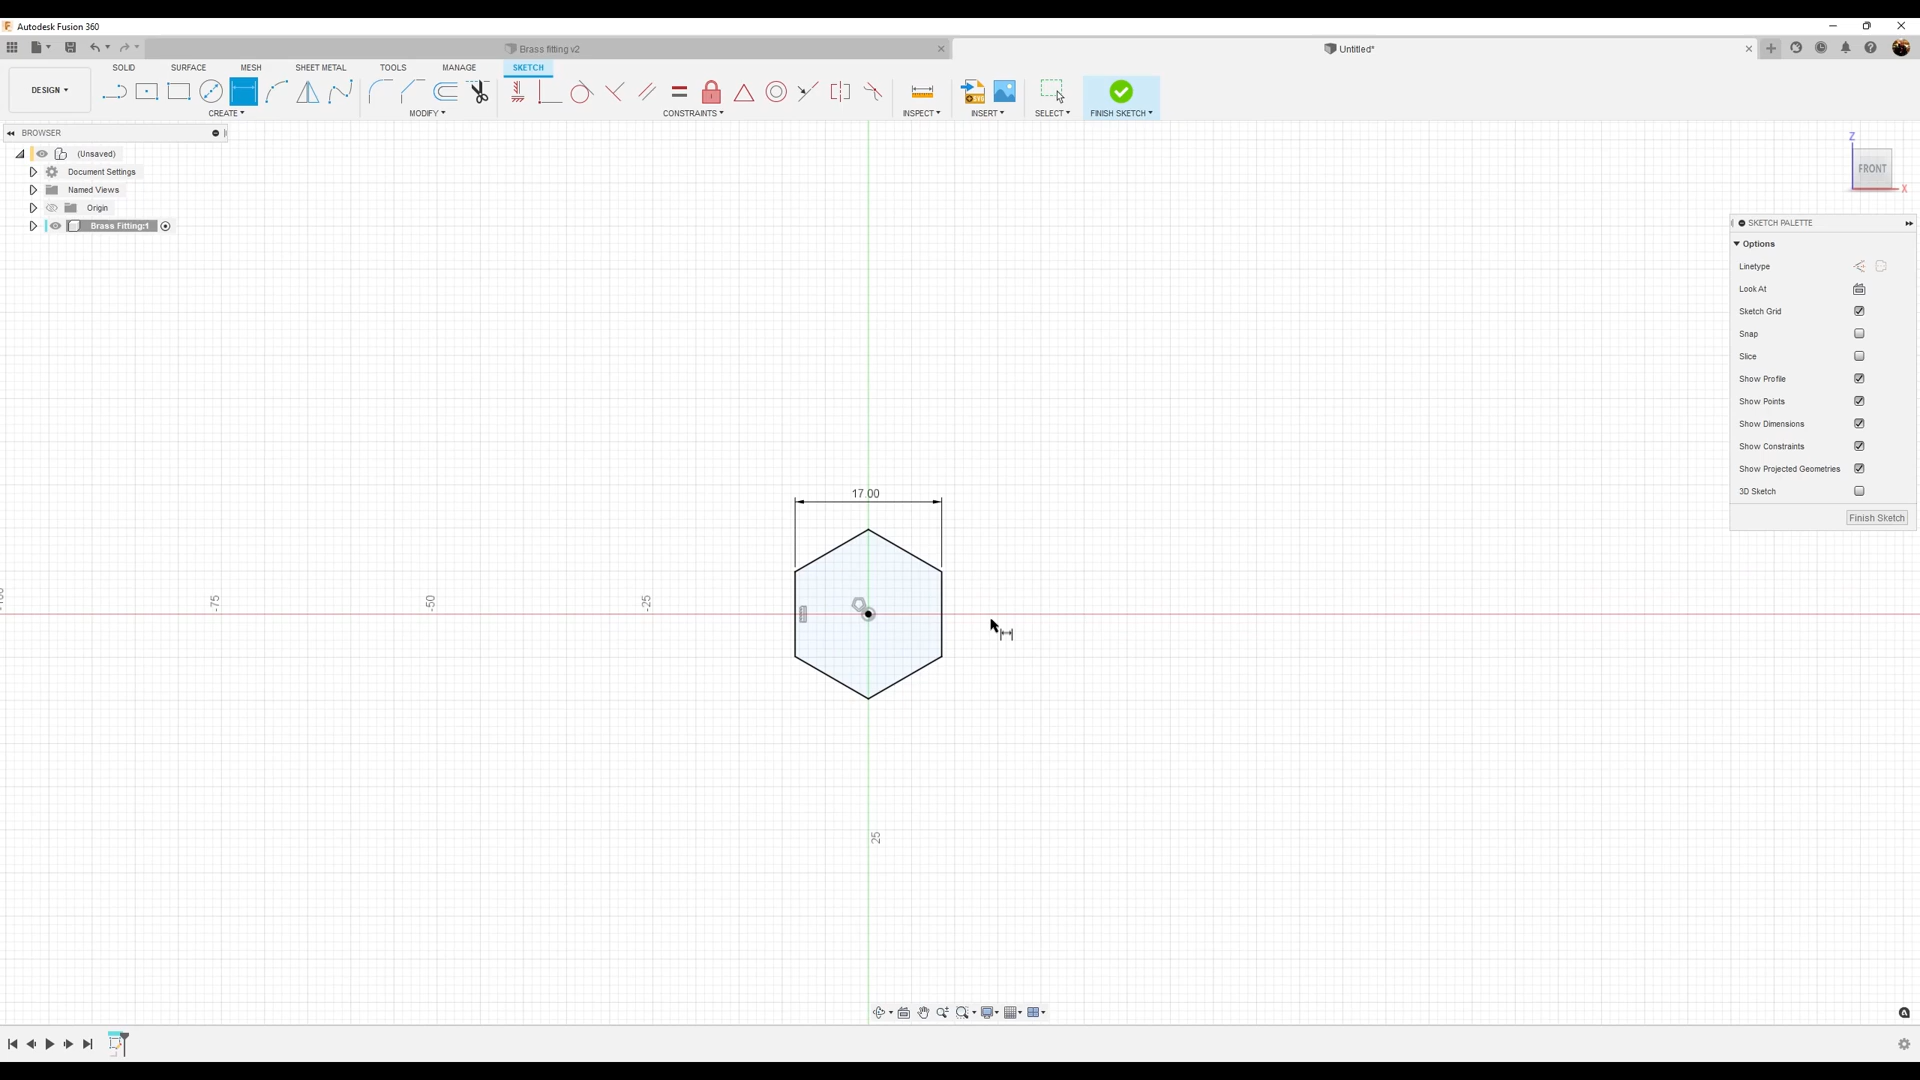 Autodesk Fusion 360
Brass fitting v2
Untitled*
DESIGN
SOLID
SURFACE
MESH
SHEET METAL
TOOLS
MANAGE
SKETCH
CREATE
MODIFY
CONSTRAINTS
INSPECT
INSERT
SELECT
FINISH SKETCH
BROWSER
(Unsaved)
Document Settings
Named Views
Origin
Brass Fitting:1
Z
FRONT
X
SKETCH PALETTE
Options
Linetype
Look At
Sketch Grid
Snap
Slice
Show Profile
Show Points
Show Dimensions
Show Constraints
Show Projected Geometries
3D Sketch
Finish Sketch
17.00
-75
-50
-25
25